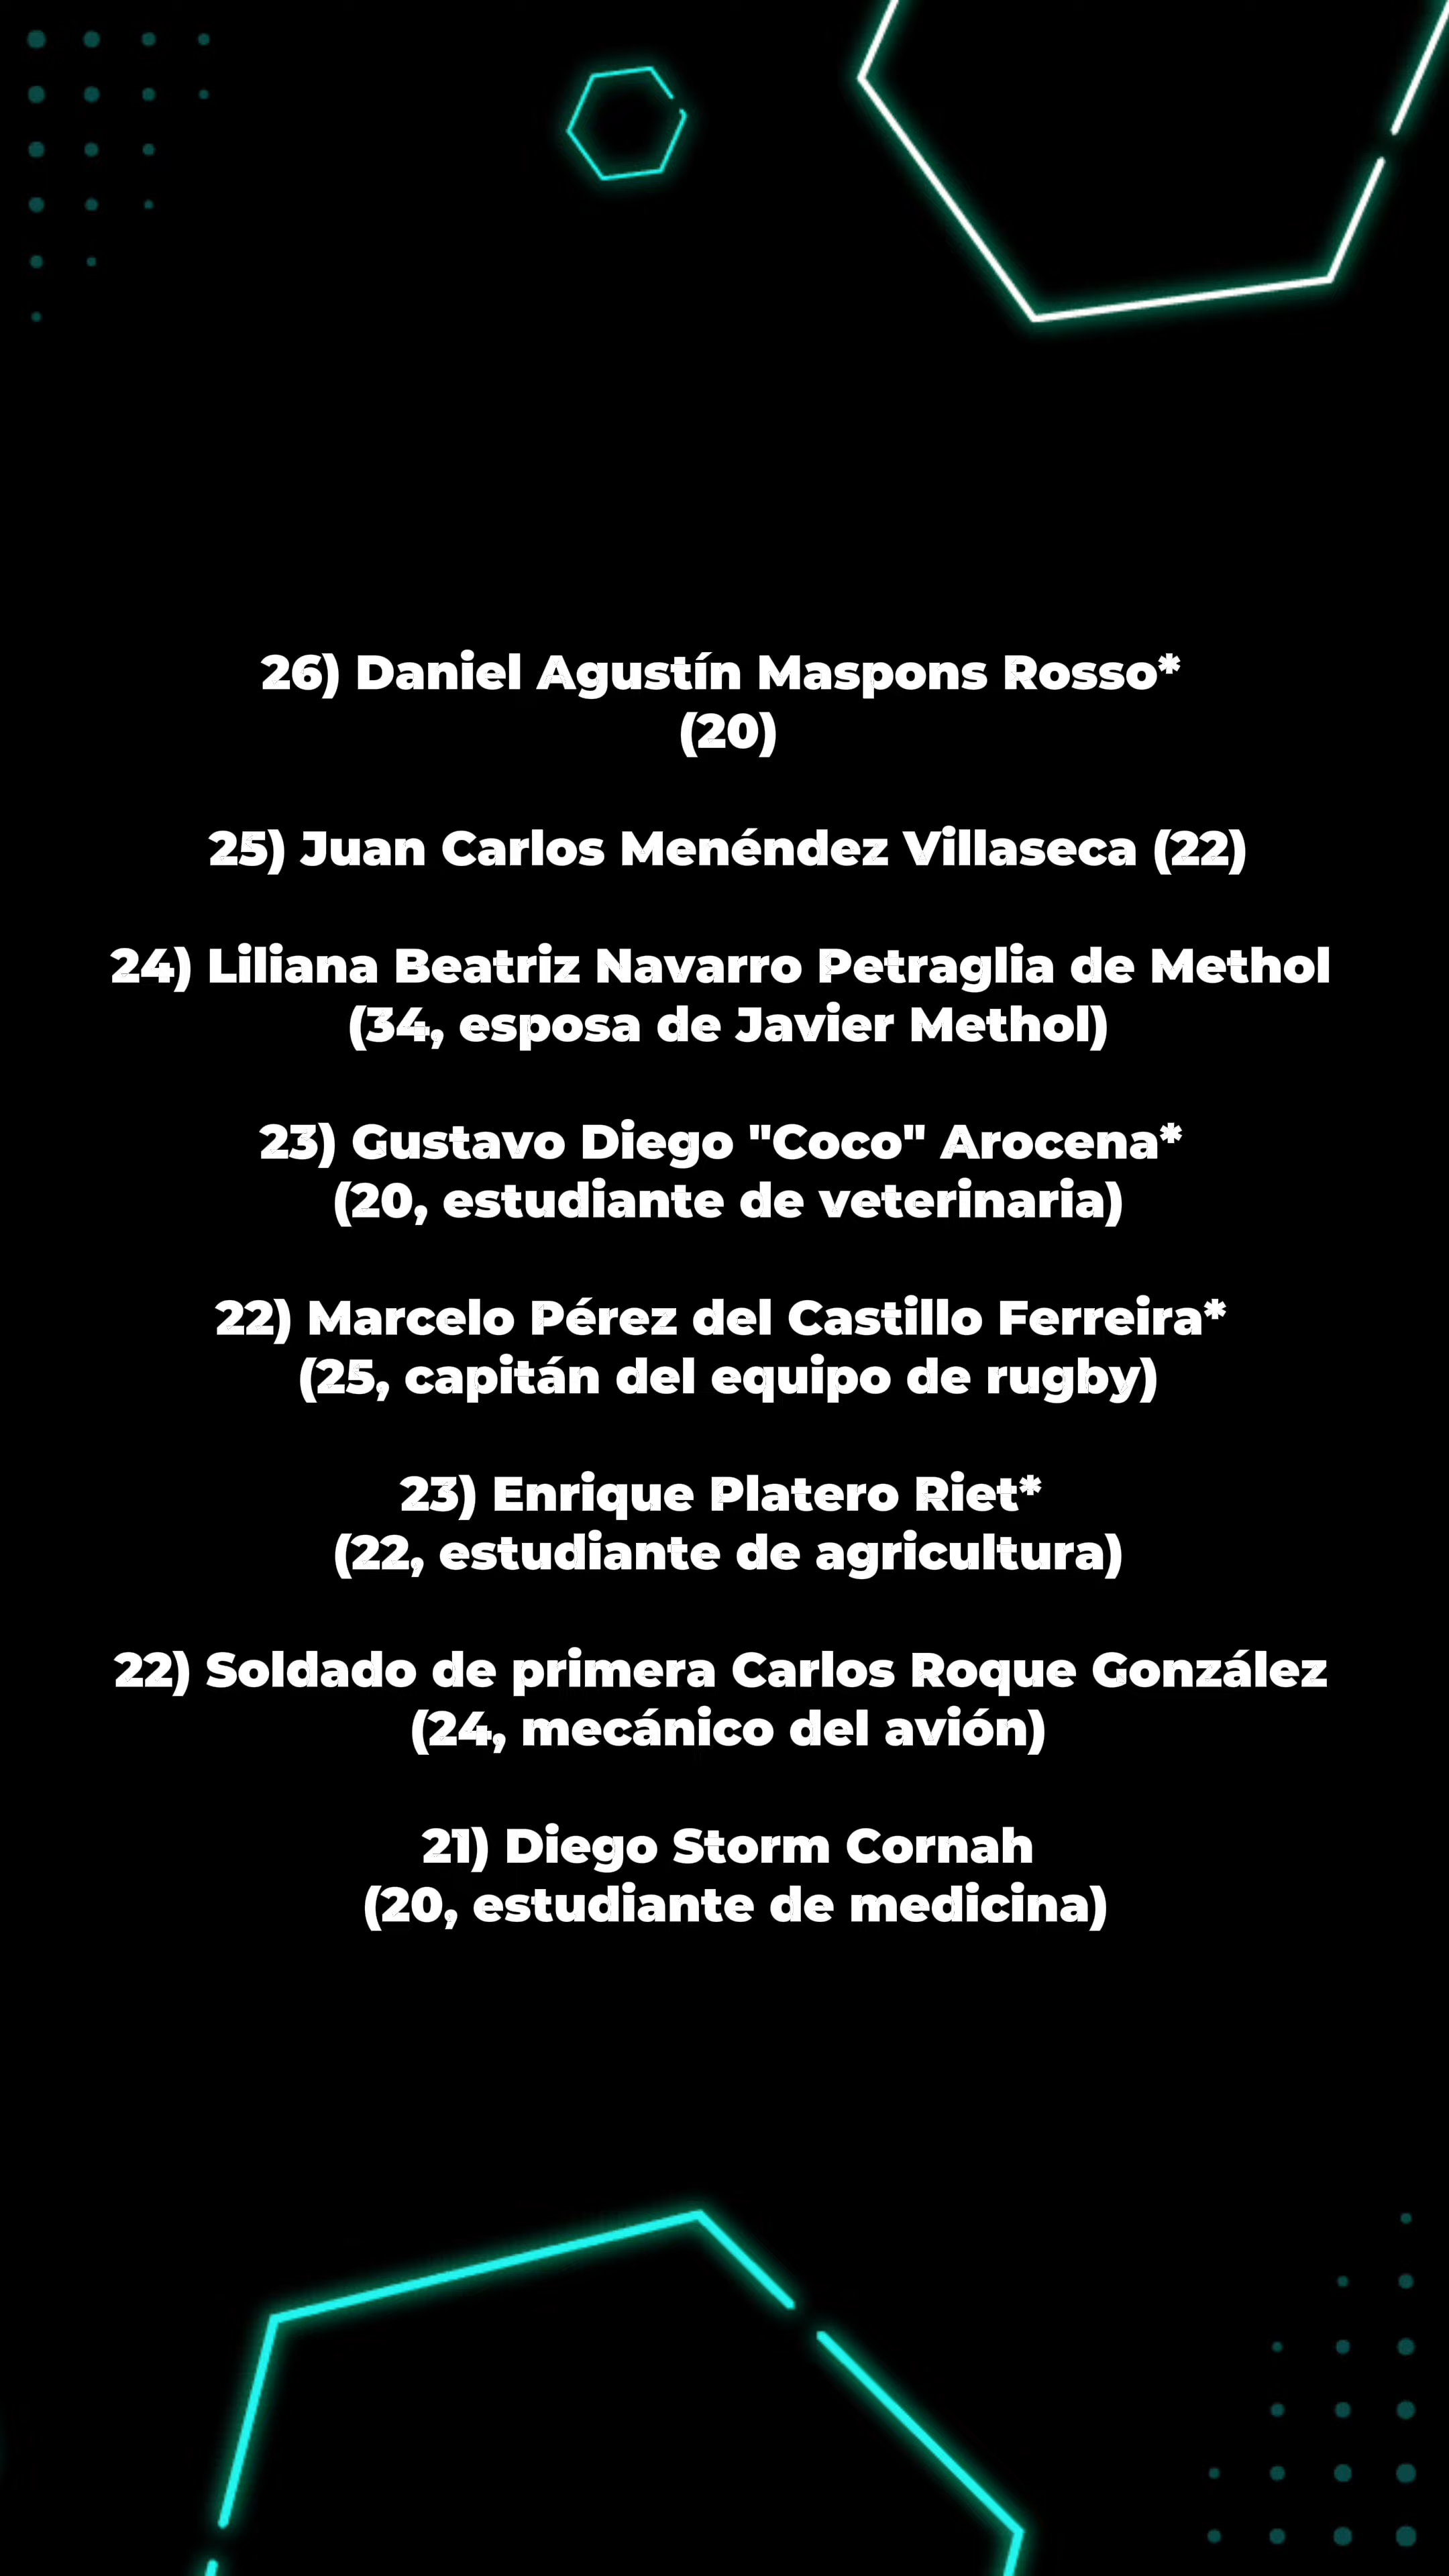 26) Daniel Agustín Maspons Rosso*
(20)
25) Juan Carlos Menéndez Villaseca (22)
24) Liliana Beatriz Navarro Petraglia de Methol
(34, esposa de Javier Methol)
23) Gustavo Diego "Coco" Arocena*
(20, estudiante de veterinaria)
22) Marcelo Pérez del Castillo Ferreira*
(25, capitán del equipo de rugby)
23) Enrique Platero Riet*
(22, estudiante de agricultura)
22) Soldado de primera Carlos Roque González
(24, mecánico del avión)
21) Diego Storm Cornah
(20, estudiante de medicina)